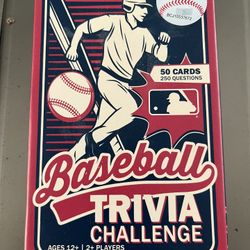 50 CARDS
250 QUESTIONS
Baseball
TRIVIA
CHALLENGE
AGES 12+ | 2+ PLAYERS